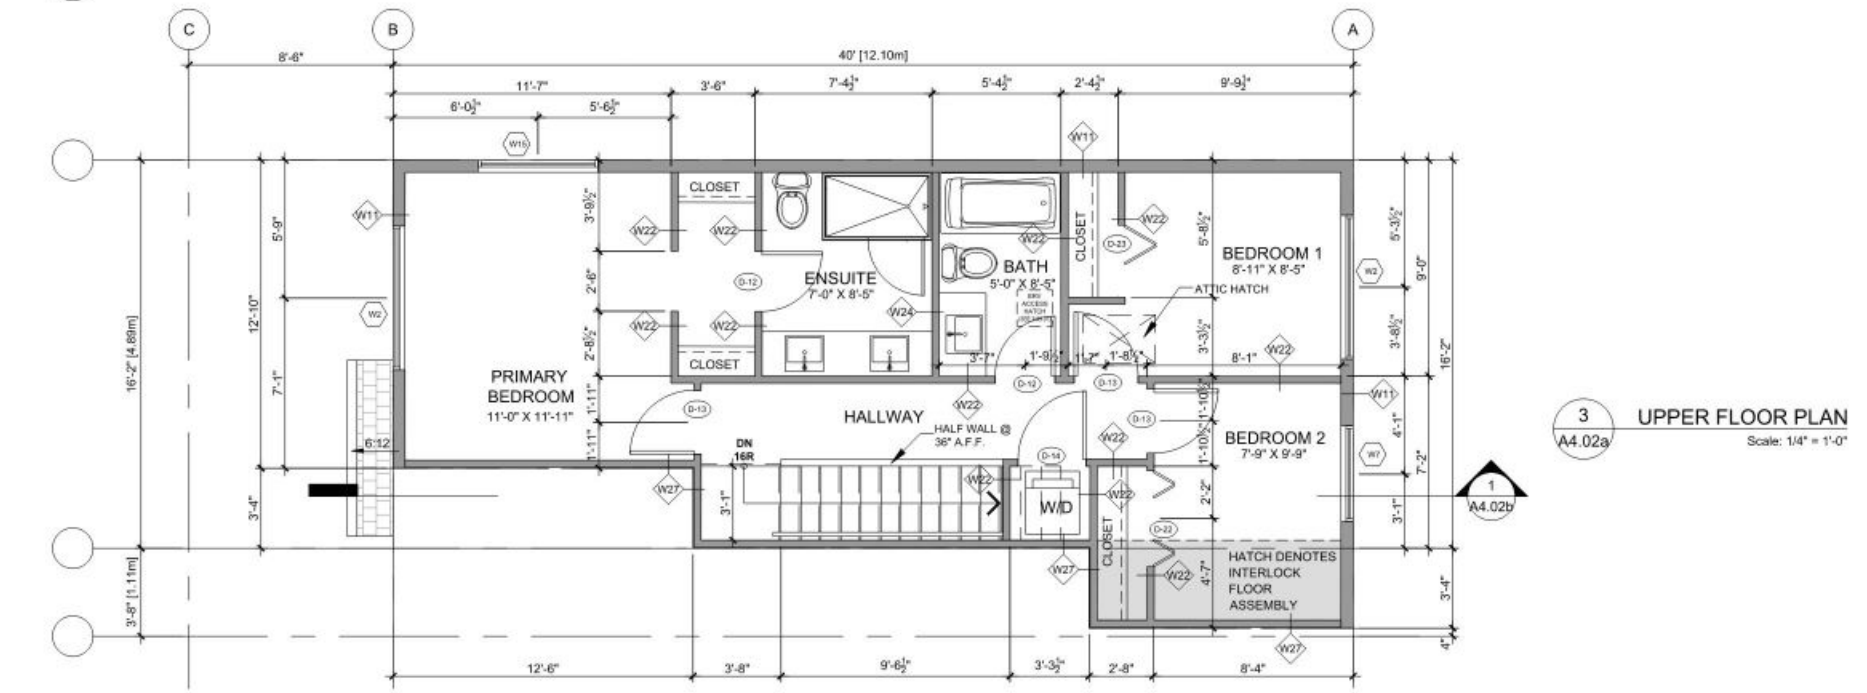 C
B
A
8'-6"
40' [12.10m]
11'-7"
3'-6"
7'-4½"
5'-4½"
2'-4½"
9'-9½"
6'-0½"
5'-6½"
W15
W11
W11
CLOSET
3'-9½"
5'-9"
W22
W22
W22
W22
CLOSET
D-23
5'-8½"
5'-3½"
9'-0"
BEDROOM 1
8'-11" X 8'-5"
BATH
5'-0" X 8'-5"
ENSUITE
7'-0" X 8'-5"
D-12
2'-6"
W2
ATTIC HATCH
ERV
ACCESS
HATCH
W2
W24
12'-10"
16'-2" [4.89m]
W22
W22
2'-8½"
3'-3½"
3'-8½"
16'-2"
CLOSET
3'-7"
1'-9½"
1'-7"
1'-8½"
8'-1"
W22
PRIMARY
BEDROOM
11'-0" X 11'-11"
7'-1"
1'-11"
D-13
D-12
D-13
W22
1'-10½"
W11
HALLWAY
HALF WALL @
36" A.F.F.
D-13
4'-1"
3
A4.02a
UPPER FLOOR PLAN
Scale: 1/4" = 1'-0"
6:12
1'-11"
DN
16R
W22
BEDROOM 2
7'-9" X 9'-9"
1'-10½"
D-14
W7
7'-2"
W27
W22
W22
3'-4"
3'-1"
W/D
2'-2"
3'-1"
1
A4.02b
CLOSET
D-22
W27
W22
4'-7"
HATCH DENOTES
INTERLOCK
FLOOR
ASSEMBLY
3'-8" [1.11m]
3'-4"
W27
4"
12'-6"
3'-8"
9'-6½"
3'-3½"
2'-8"
8'-4"